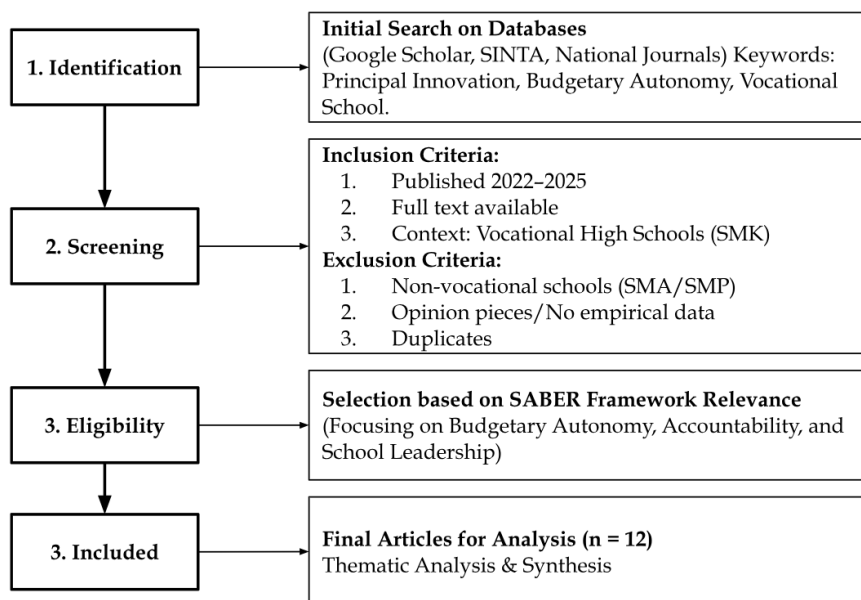 1. Identification
Initial Search on Databases
(Google Scholar, SINTA, National Journals) Keywords:
Principal Innovation, Budgetary Autonomy, Vocational
School.
2. Screening
Inclusion Criteria:
1. Published 2022–2025
2. Full text available
3. Context: Vocational High Schools (SMK)
Exclusion Criteria:
1. Non-vocational schools (SMA/SMP)
2. Opinion pieces/No empirical data
3. Duplicates
3. Eligibility
Selection based on SABER Framework Relevance
(Focusing on Budgetary Autonomy, Accountability, and
School Leadership)
3. Included
Final Articles for Analysis (n = 12)
Thematic Analysis & Synthesis